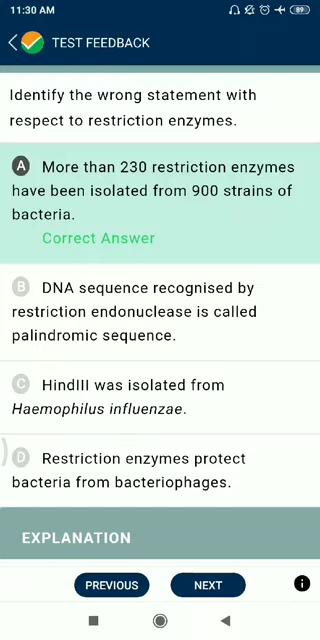 11:30 AM
89
TEST FEEDBACK
Identify the wrong statement with
respect to restriction enzymes.
A More than 230 restriction enzymes
have been isolated from 900 strains of
bacteria.
Correct Answer
B DNA sequence recognised by
restriction endonuclease is called
palindromic sequence.
C HindIII was isolated from
Haemophilus influenzae.
D Restriction enzymes protect
bacteria from bacteriophages.
EXPLANATION
PREVIOUS NEXT